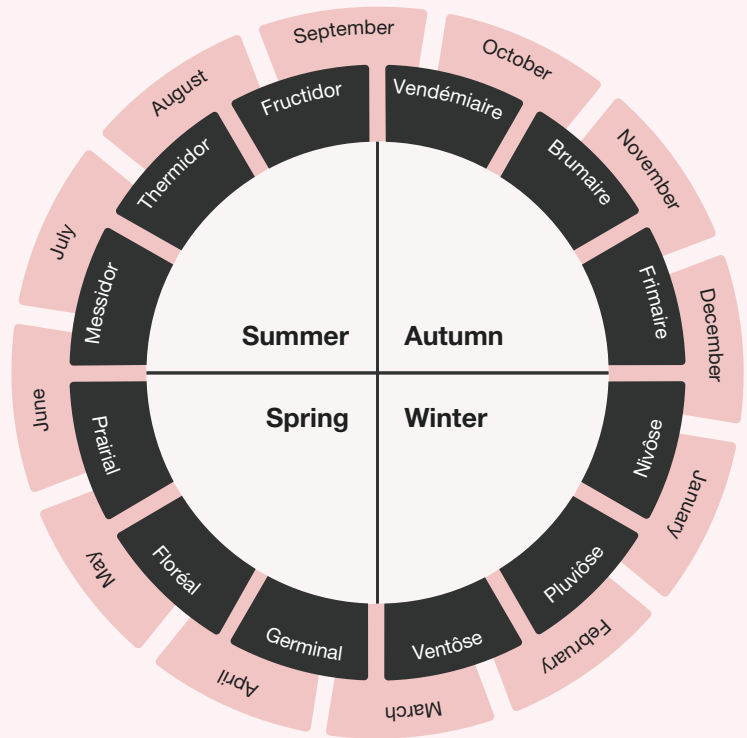 September
October
November
December
January
February
March
April
May
June
July
August
Vendémiaire
Brumaire
Frimaire
Nivôse
Pluviôse
Ventôse
Germinal
Floréal
Prairial
Messidor
Thermidor
Fructidor
Summer
Autumn
Spring
Winter